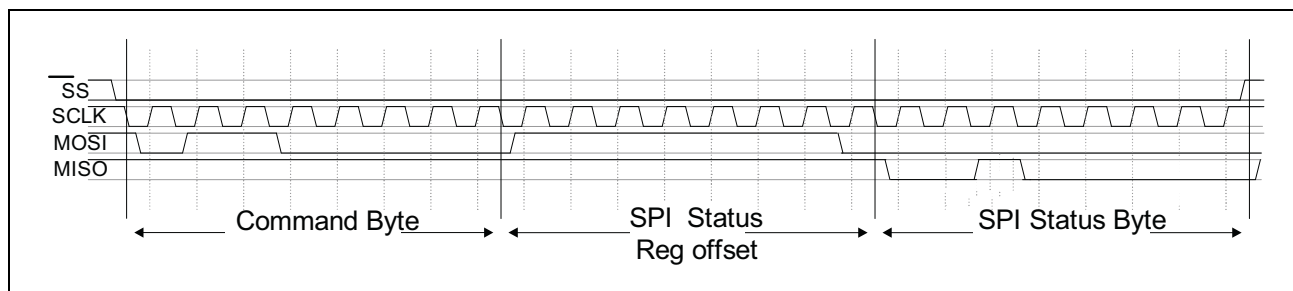 SS
SCLK
MOSI
MISO
Command Byte
SPI Status
Reg offset
SPI Status Byte